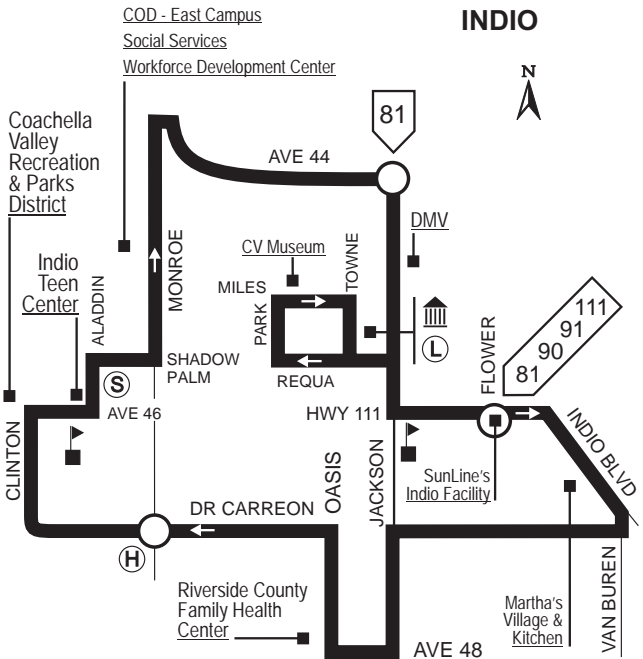 COD - East Campus
Social Services
Workforce Development Center
INDIO
N
81
Coachella
Valley
Recreation
& Parks
District
AVE 44
DMV
CV Museum
TOWNE
Indio
Teen
Center
ALADDIN
MONROE
MILES
PARK
111
91
90
81
FLOWER
L
SHADOW
PALM
REQUA
S
AVE 46
HWY 111
INDIO BLVD
CLINTON
SunLine's
Indio Facility
OASIS
JACKSON
DR CARREON
H
Riverside County
Family Health
Center
Martha's
Village &
Kitchen
VAN BUREN
AVE 48